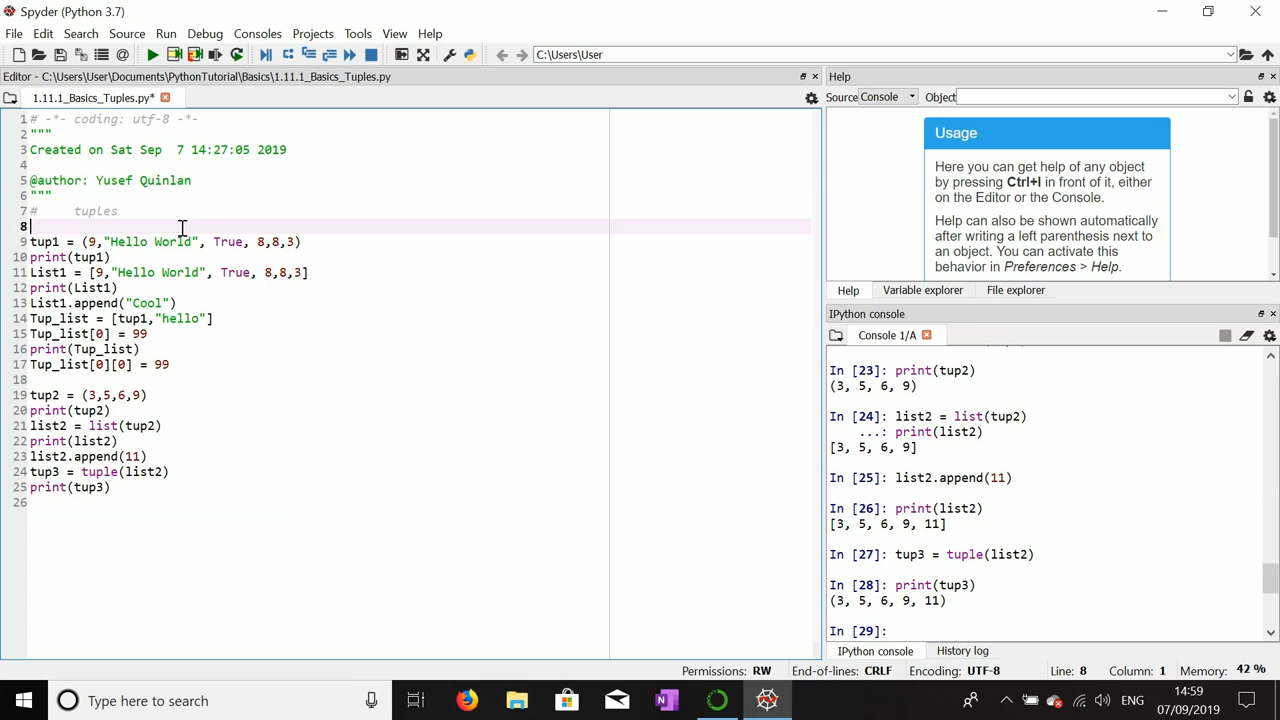 Spyder (Python 3.7)
File Edit Search Source Run Debug Consoles Projects Tools View Help
C:\Users\User
Editor - C:\Users\User\Documents\PythonTutorial\Basics\1.11.1_Basics_Tuples.py
1.11.1_Basics_Tuples.py*
1 # -*- coding: utf-8 -*-
2 """
3 Created on Sat Sep  7 14:27:05 2019
4
5 @author: Yusef Quinlan
6 """
7 #     tuples
8
9 tup1 = (9,"Hello World", True, 8,8,3)
10 print(tup1)
11 List1 = [9,"Hello World", True, 8,8,3]
12 print(List1)
13 List1.append("Cool")
14 Tup_list = [tup1,"hello"]
15 Tup_list[0] = 99
16 print(Tup_list)
17 Tup_list[0][0] = 99
18
19 tup2 = (3,5,6,9)
20 print(tup2)
21 list2 = list(tup2)
22 print(list2)
23 list2.append(11)
24 tup3 = tuple(list2)
25 print(tup3)
26
Help
Source Console Object
Usage
Here you can get help of any object
by pressing Ctrl+I in front of it, either
on the Editor or the Console.
Help can also be shown automatically
after writing a left parenthesis next to
an object. You can activate this
behavior in Preferences > Help.
Help Variable explorer File explorer
IPython console
Console 1/A
In [23]: print(tup2)
(3, 5, 6, 9)
In [24]: list2 = list(tup2)
...: print(list2)
[3, 5, 6, 9]
In [25]: list2.append(11)
In [26]: print(list2)
[3, 5, 6, 9, 11]
In [27]: tup3 = tuple(list2)
In [28]: print(tup3)
(3, 5, 6, 9, 11)
In [29]:
IPython console History log
Permissions: RW End-of-lines: CRLF Encoding: UTF-8 Line: 8 Column: 1 Memory: 42 %
Type here to search
ENG
14:59
07/09/2019